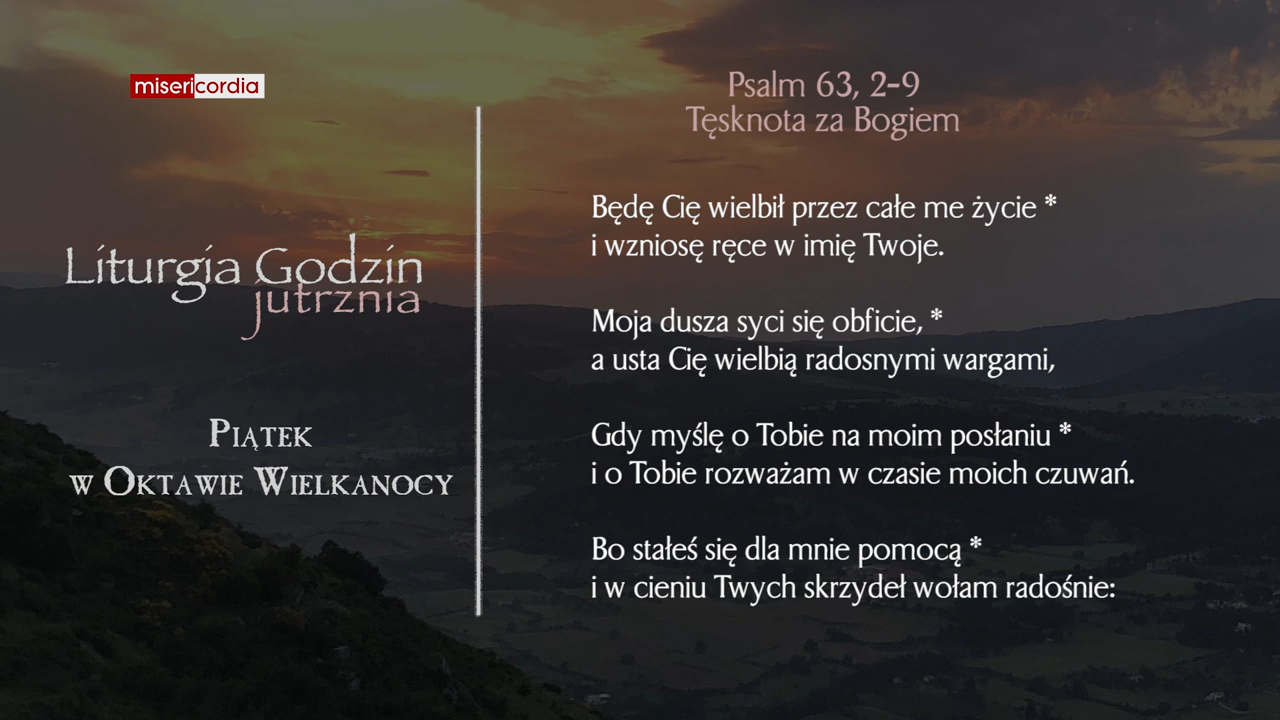 misericordia
Liturgia Godzin
jutrznia
Piątek
w Oktawie Wielkanocy
Psalm 63, 2-9
Tęsknota za Bogiem
Będę Cię wielbił przez całe me życie *
i wzniosę ręce w imię Twoje.
Moja dusza syci się obficie, *
a usta Cię wielbią radosnymi wargami,
Gdy myślę o Tobie na moim posłaniu *
i o Tobie rozważam w czasie moich czuwań.
Bo stałeś się dla mnie pomocą *
i w cieniu Twych skrzydeł wołam radośnie: